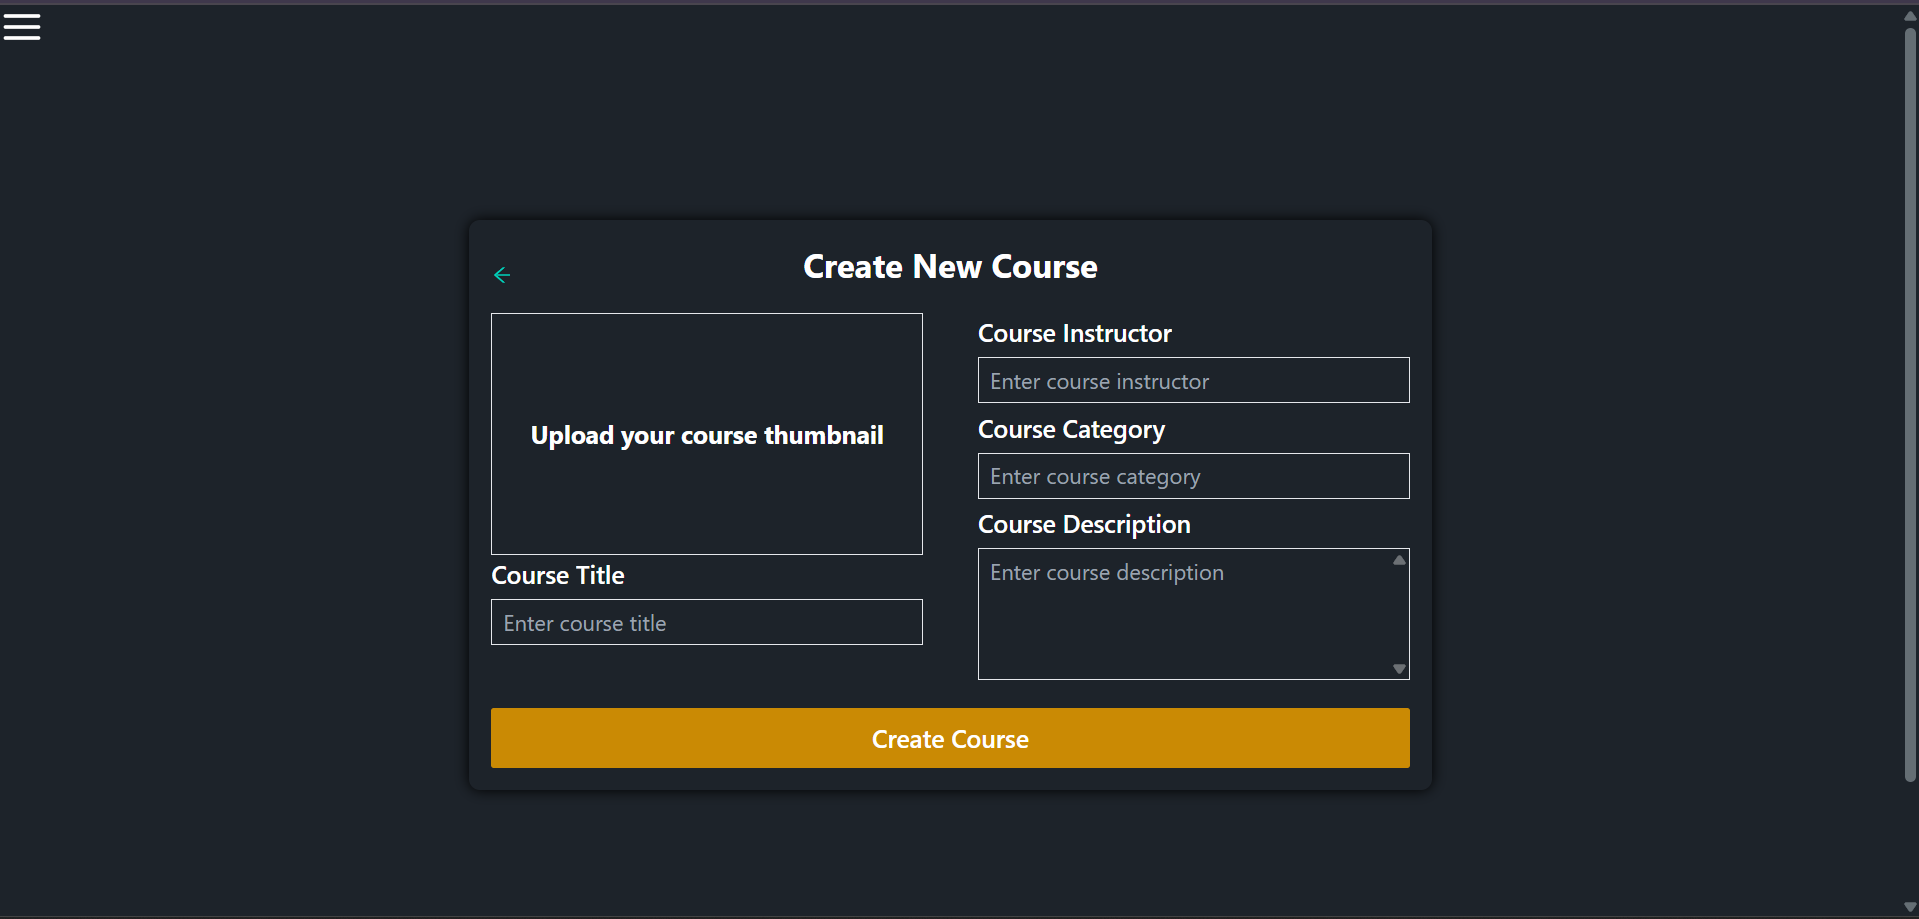 Create New Course
Upload your course thumbnail
Course Title
Enter course title
Course Instructor
Enter course instructor
Course Category
Enter course category
Course Description
Enter course description
Create Course